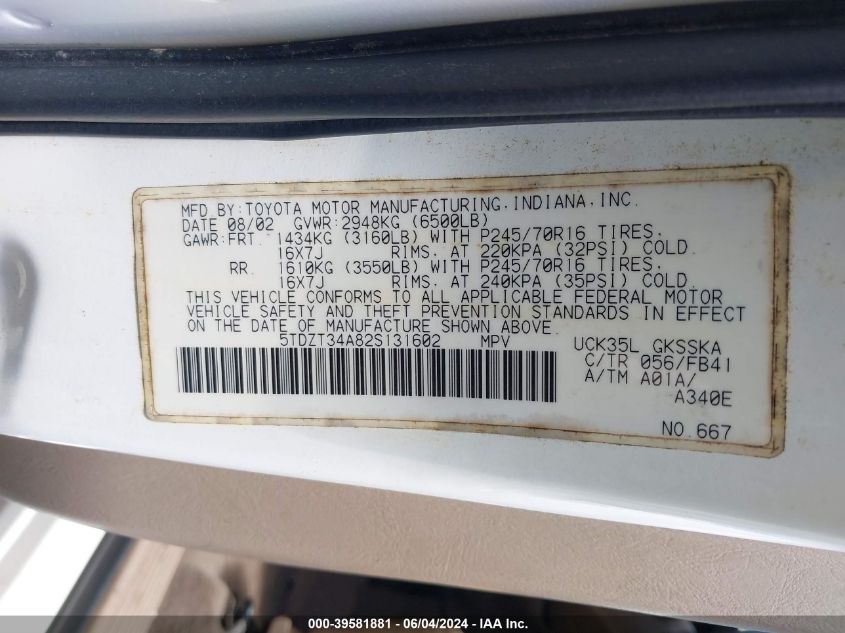 MFD.BY:TOYOTA MOTOR MANUFACTURING.INDIANA,INC.
DATE 08/02 GVWR:2948KG (6500LB)
GAWR:FRT. 1434KG (3160LB) WITH P245/70R16 TIRES.
16X7J RIMS. AT 220KPA (32PSI) COLD.
RR. 1610KG (3550LB) WITH P245/70R16 TIRES.
16X7J RIMS. AT 240KPA (35PSI) COLD.
THIS VEHICLE CONFORMS TO ALL APPLICABLE FEDERAL MOTOR
VEHICLE SAFETY AND THEFT PREVENTION STANDARDS IN EFFECT
ON THE DATE OF MANUFACTURE SHOWN ABOVE.
5TDZT34A82S131602 MPV UCK35L GKSSKA
C/TR 056/FB41
A/TM A01A/
A340E
NO.667
000-39581881 - 06/04/2024 - IAA Inc.